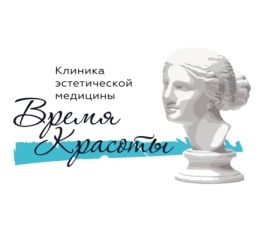 Клиника
эстетической
медицины
Время
Красоты